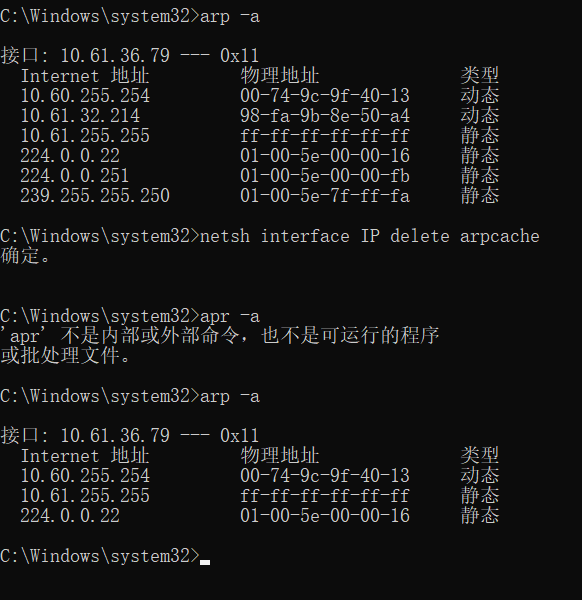 C:\Windows\system32>arp -a
接口: 10.61.36.79 --- 0x11
Internet 地址 物理地址 类型
10.60.255.254 00-74-9c-9f-40-13 动态
10.61.32.214 98-fa-9b-8e-50-a4 动态
10.61.255.255 ff-ff-ff-ff-ff-ff 静态
224.0.0.22 01-00-5e-00-00-16 静态
224.0.0.251 01-00-5e-00-00-fb 静态
239.255.255.250 01-00-5e-7f-ff-fa 静态
C:\Windows\system32>netsh interface IP delete arpcache
确定。
C:\Windows\system32>apr -a
'apr' 不是内部或外部命令，也不是可运行的程序
或批处理文件。
C:\Windows\system32>arp -a
接口: 10.61.36.79 --- 0x11
Internet 地址 物理地址 类型
10.60.255.254 00-74-9c-9f-40-13 动态
10.61.255.255 ff-ff-ff-ff-ff-ff 静态
224.0.0.22 01-00-5e-00-00-16 静态
C:\Windows\system32>